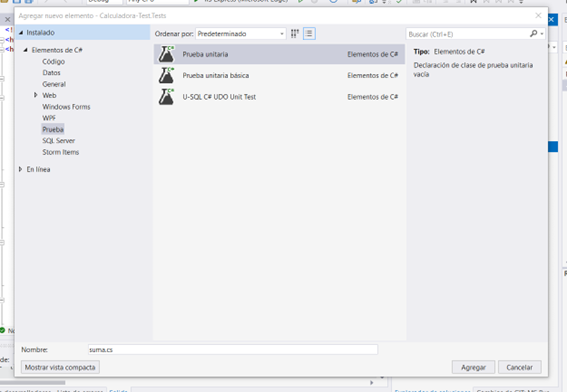 Agregar nuevo elemento - Calculadora-Test.Tests
Instalado
Elementos de C#
Código
Datos
General
Web
Windows Forms
WPF
Prueba
SQL Server
Storm Items
En línea
Ordenar por: Predeterminado
Prueba unitaria Elementos de C#
Prueba unitaria básica Elementos de C#
U-SQL C# UDO Unit Test Elementos de C#
Buscar (Ctrl+E)
Tipo: Elementos de C#
Declaración de clase de prueba unitaria
vacía
Nombre: suma.cs
Mostrar vista compacta
Agregar
Cancelar